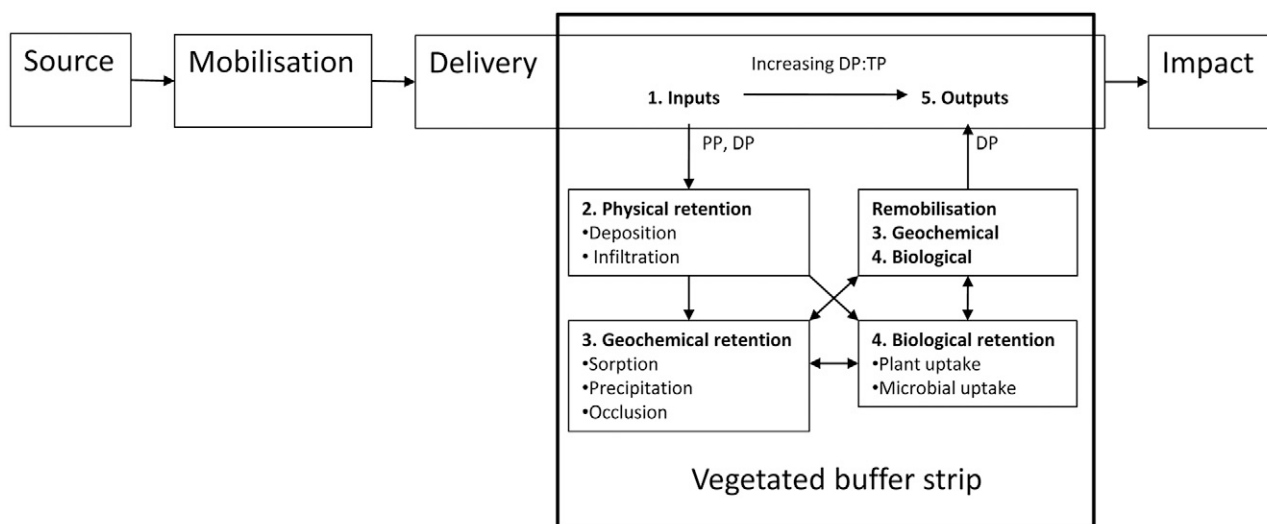 Source
Mobilisation
Delivery
Increasing DP:TP
1. Inputs
5. Outputs
Impact
PP, DP
DP
2. Physical retention
•Deposition
• Infiltration
Remobilisation
3. Geochemical
4. Biological
3. Geochemical retention
•Sorption
•Precipitation
•Occlusion
4. Biological retention
•Plant uptake
•Microbial uptake
Vegetated buffer strip